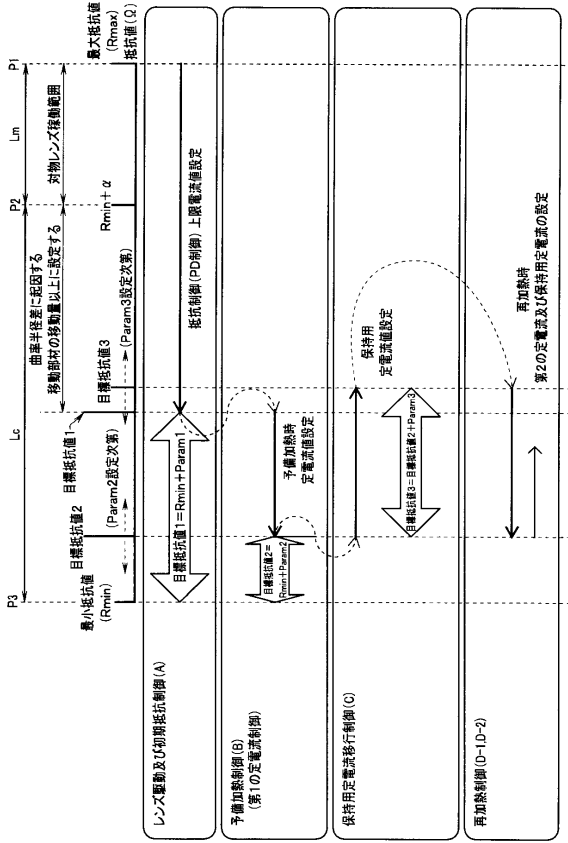 P3
Lc
P2
Lm
P1
曲率半径差に起因する
移動部材の移動量以上に設定する
対物レンズ稼働範囲
最小抵抗値
(Rmin)
目標抵抗値2
(Param2設定次第)
目標抵抗値1
目標抵抗値3
(Param3設定次第)
Rmin+α
最大抵抗値
(Rmax)
抵抗値(Ω)
レンズ駆動及び初期抵抗制御(A)
目標抵抗値1=Rmin+Param1
抵抗制御(PD制御) 上限電流値設定
予備加熱制御(B)
(第1の定電流制御)
目標抵抗値2=
Rmin+Param2
予備加熱時
定電流値設定
保持用定電流移行制御(C)
目標抵抗値3=目標抵抗値2+Param3
保持用
定電流値設定
再加熱制御(D-1,D-2)
再加熱時
第2の定電流及び保持用定電流の設定